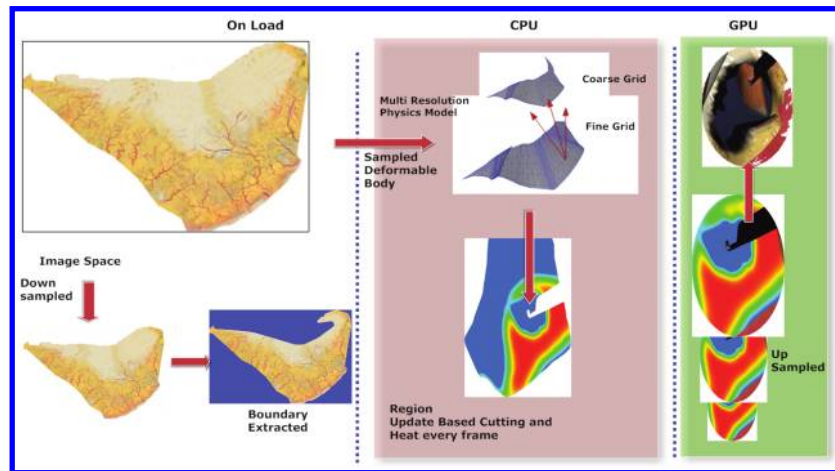 On Load
CPU
GPU
Coarse Grid
Multi Resolution
Physics Model
Fine Grid
Sampled
Deformable
Body
Image Space
Down
sampled
Boundary
Extracted
Region
Update Based Cutting and
Heat every frame
Up
Sampled